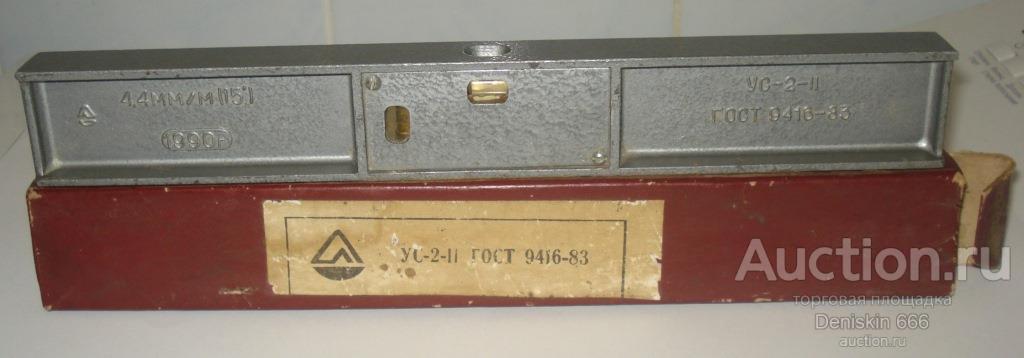 4,4ММ/М(15')
1990Г
УС-2-II
ГОСТ 9416-83
УС-2-II ГОСТ 9416-83
Auction.ru
торговая площадка
Deniskin 666
auction.ru